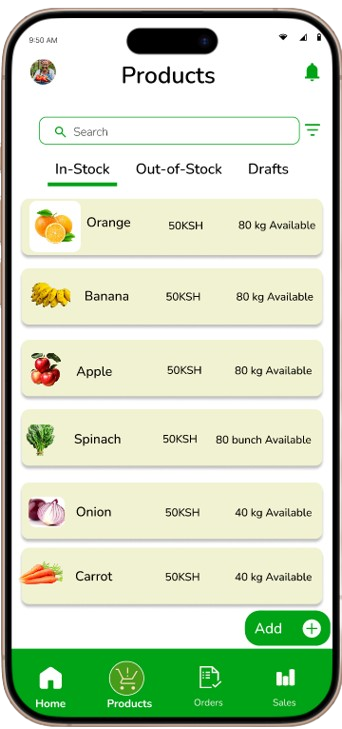 9:50 AM
Products
Search
In-Stock Out-of-Stock Drafts
Orange 50KSH 80 kg Available
Banana 50KSH 80 kg Available
Apple 50KSH 80 kg Available
Spinach 50KSH 80 bunch Available
Onion 50KSH 40 kg Available
Carrot 50KSH 40 kg Available
Add
Home Products Orders Sales